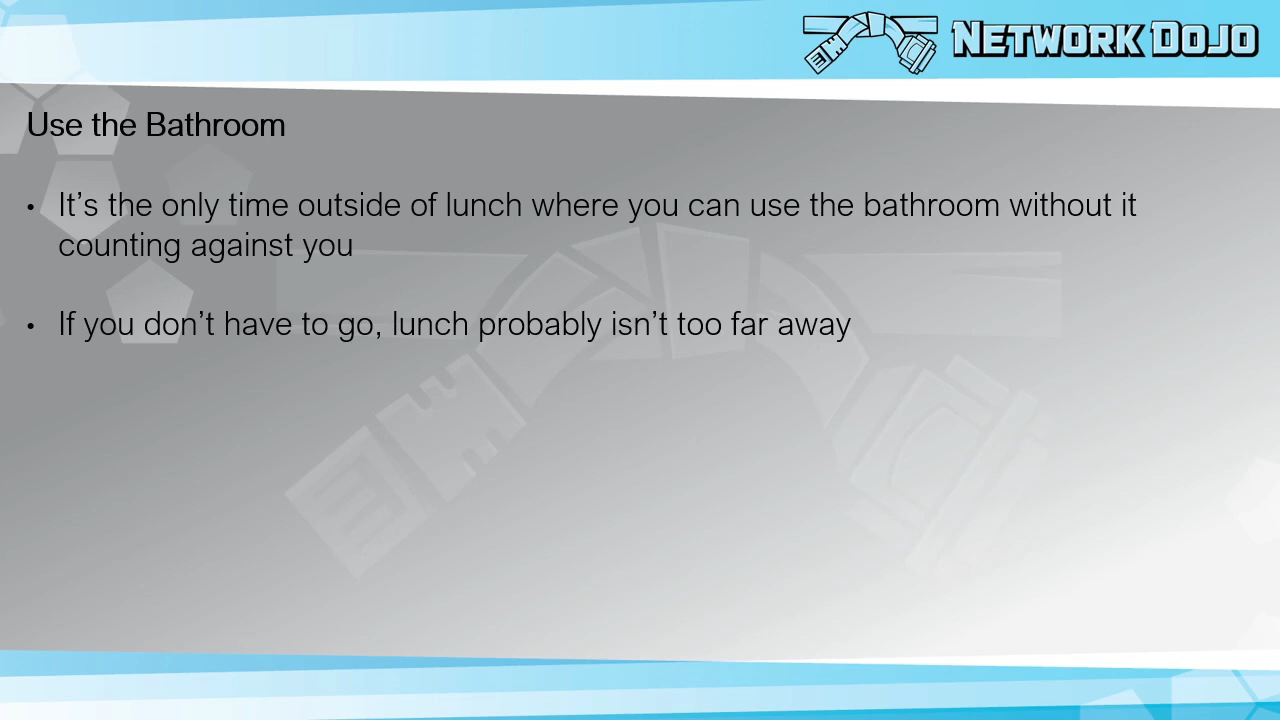 NETWORK DOJO
Use the Bathroom
• It’s the only time outside of lunch where you can use the bathroom without it
counting against you
• If you don’t have to go, lunch probably isn’t too far away